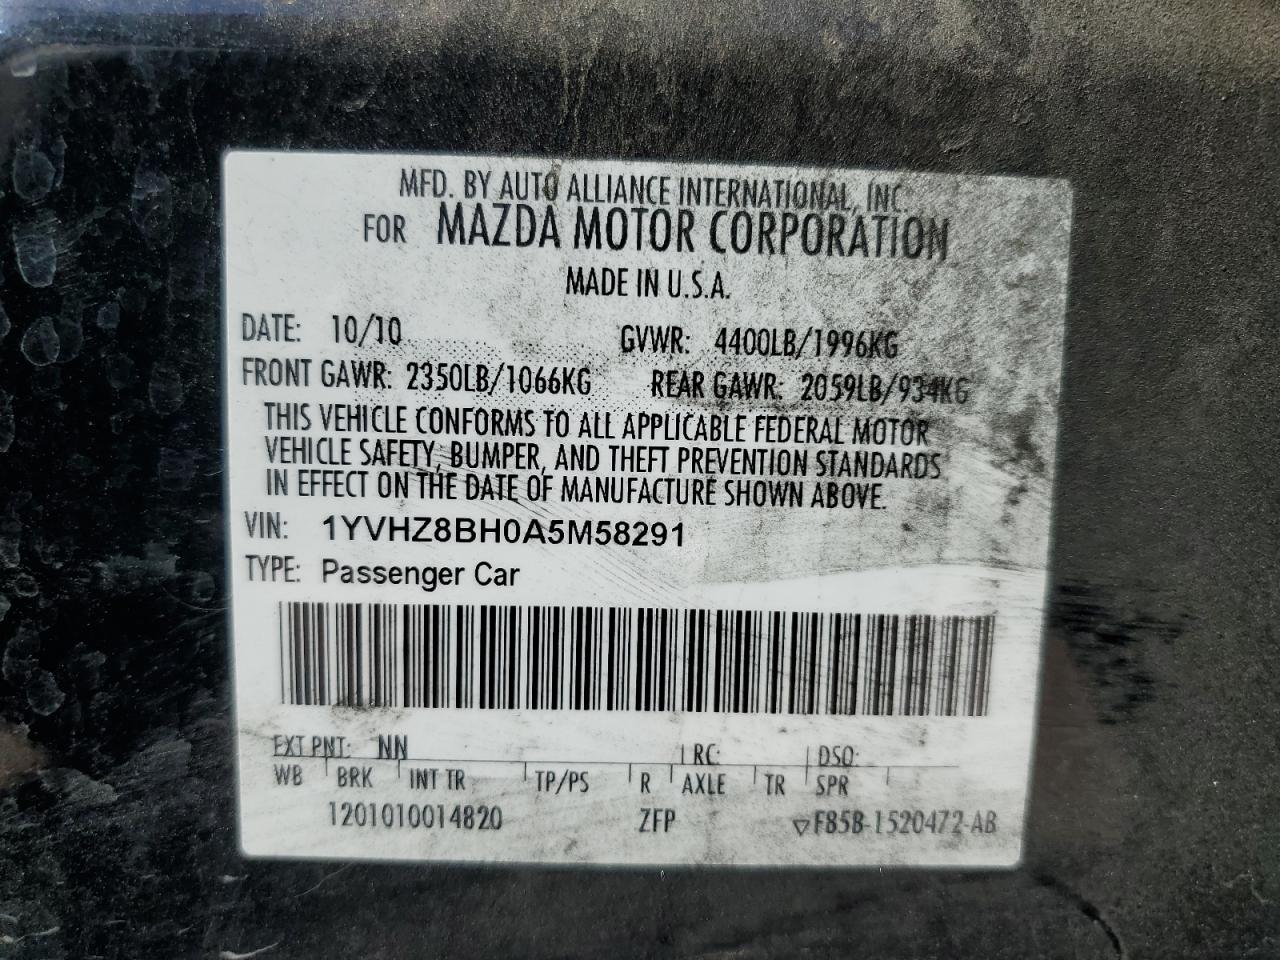 MFD. BY AUTO ALLIANCE INTERNATIONAL, INC.
FOR MAZDA MOTOR CORPORATION
MADE IN U.S.A.
DATE: 10/10 GVWR: 4400LB/1996KG
FRONT GAWR: 2350LB/1066KG REAR GAWR: 2059LB/934KG
THIS VEHICLE CONFORMS TO ALL APPLICABLE FEDERAL MOTOR
VEHICLE SAFETY, BUMPER, AND THEFT PREVENTION STANDARDS
IN EFFECT ON THE DATE OF MANUFACTURE SHOWN ABOVE.
VIN: 1YVHZ8BH0A5M58291
TYPE: Passenger Car
EXT PNT: NN RC: DSO:
WB BRK INT TR TP/PS R AXLE TR SPR
1201010014820 ZFP ▽F85B-1520472-AB